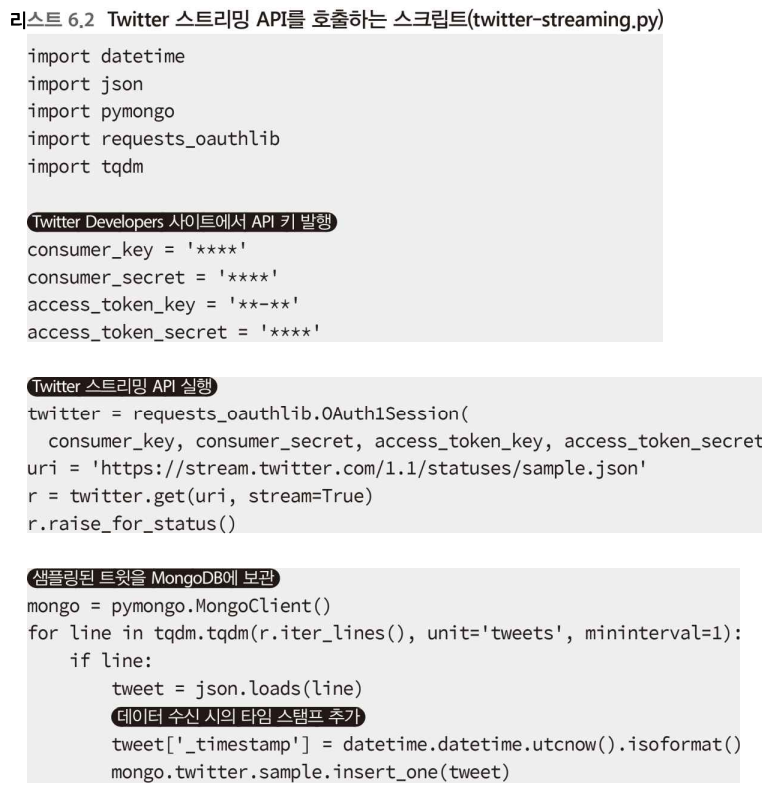 리스트 6.2 Twitter 스트리밍 API를 호출하는 스크립트(twitter-streaming.py)
import datetime
import json
import pymongo
import requests_oauthlib
import tqdm
Twitter Developers 사이트에서 API 키 발행
consumer_key = '****'
consumer_secret = '****'
access_token_key = '**-**'
access_token_secret = '****'
Twitter 스트리밍 API 실행
twitter = requests_oauthlib.OAuth1Session(
  consumer_key, consumer_secret, access_token_key, access_token_secret
uri = 'https://stream.twitter.com/1.1/statuses/sample.json'
r = twitter.get(uri, stream=True)
r.raise_for_status()
샘플링된 트윗을 MongoDB에 보관
mongo = pymongo.MongoClient()
for line in tqdm.tqdm(r.iter_lines(), unit='tweets', mininterval=1):
    if line:
        tweet = json.loads(line)
        데이터 수신 시의 타임 스탬프 추가
        tweet['_timestamp'] = datetime.datetime.utcnow().isoformat()
        mongo.twitter.sample.insert_one(tweet)